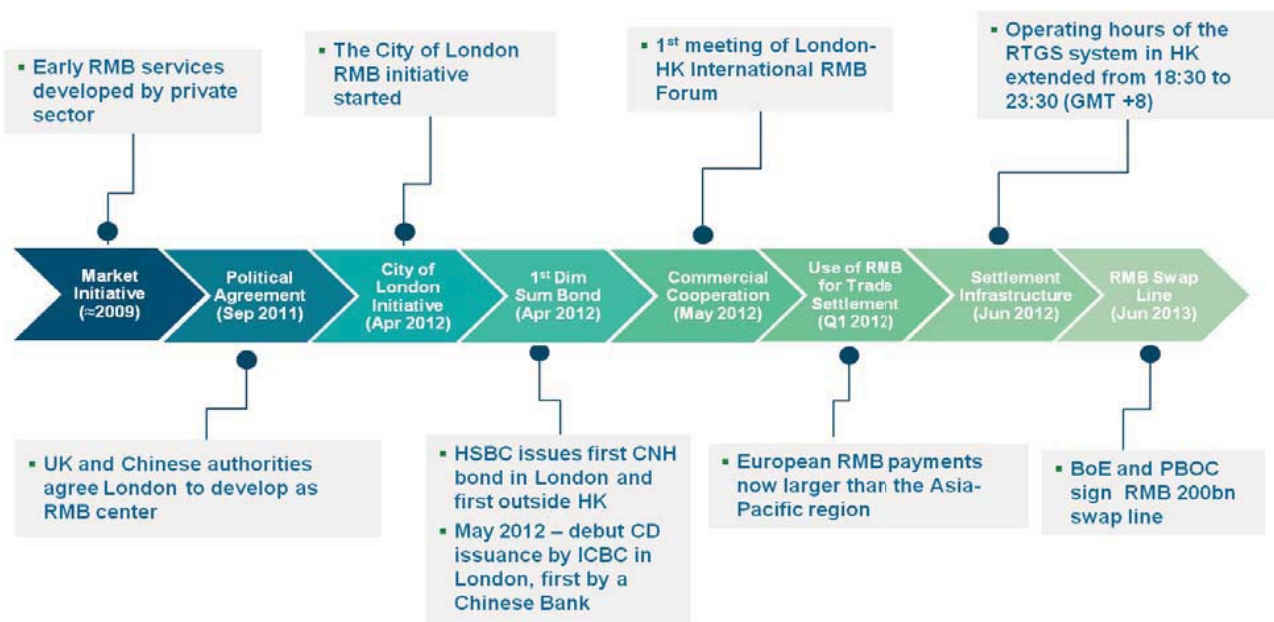 ▪ Early RMB services
developed by private
sector
▪ The City of London
RMB initiative
started
▪ 1st meeting of London-
HK International RMB
Forum
▪ Operating hours of the
RTGS system in HK
extended from 18:30 to
23:30 (GMT +8)
Market
Initiative
(≈2009)
Political
Agreement
(Sep 2011)
City of
London
Initiative
(Apr 2012)
1st Dim
Sum Bond
(Apr 2012)
Commercial
Cooperation
(May 2012)
Use of RMB
for Trade
Settlement
(Q1 2012)
Settlement
Infrastructure
(Jun 2012)
RMB Swap
Line
(Jun 2013)
▪ UK and Chinese authorities
agree London to develop as
RMB center
▪ HSBC issues first CNH
bond in London and
first outside HK
▪ May 2012 – debut CD
issuance by ICBC in
London, first by a
Chinese Bank
▪ European RMB payments
now larger than the Asia-
Pacific region
▪ BoE and PBOC
sign RMB 200bn
swap line